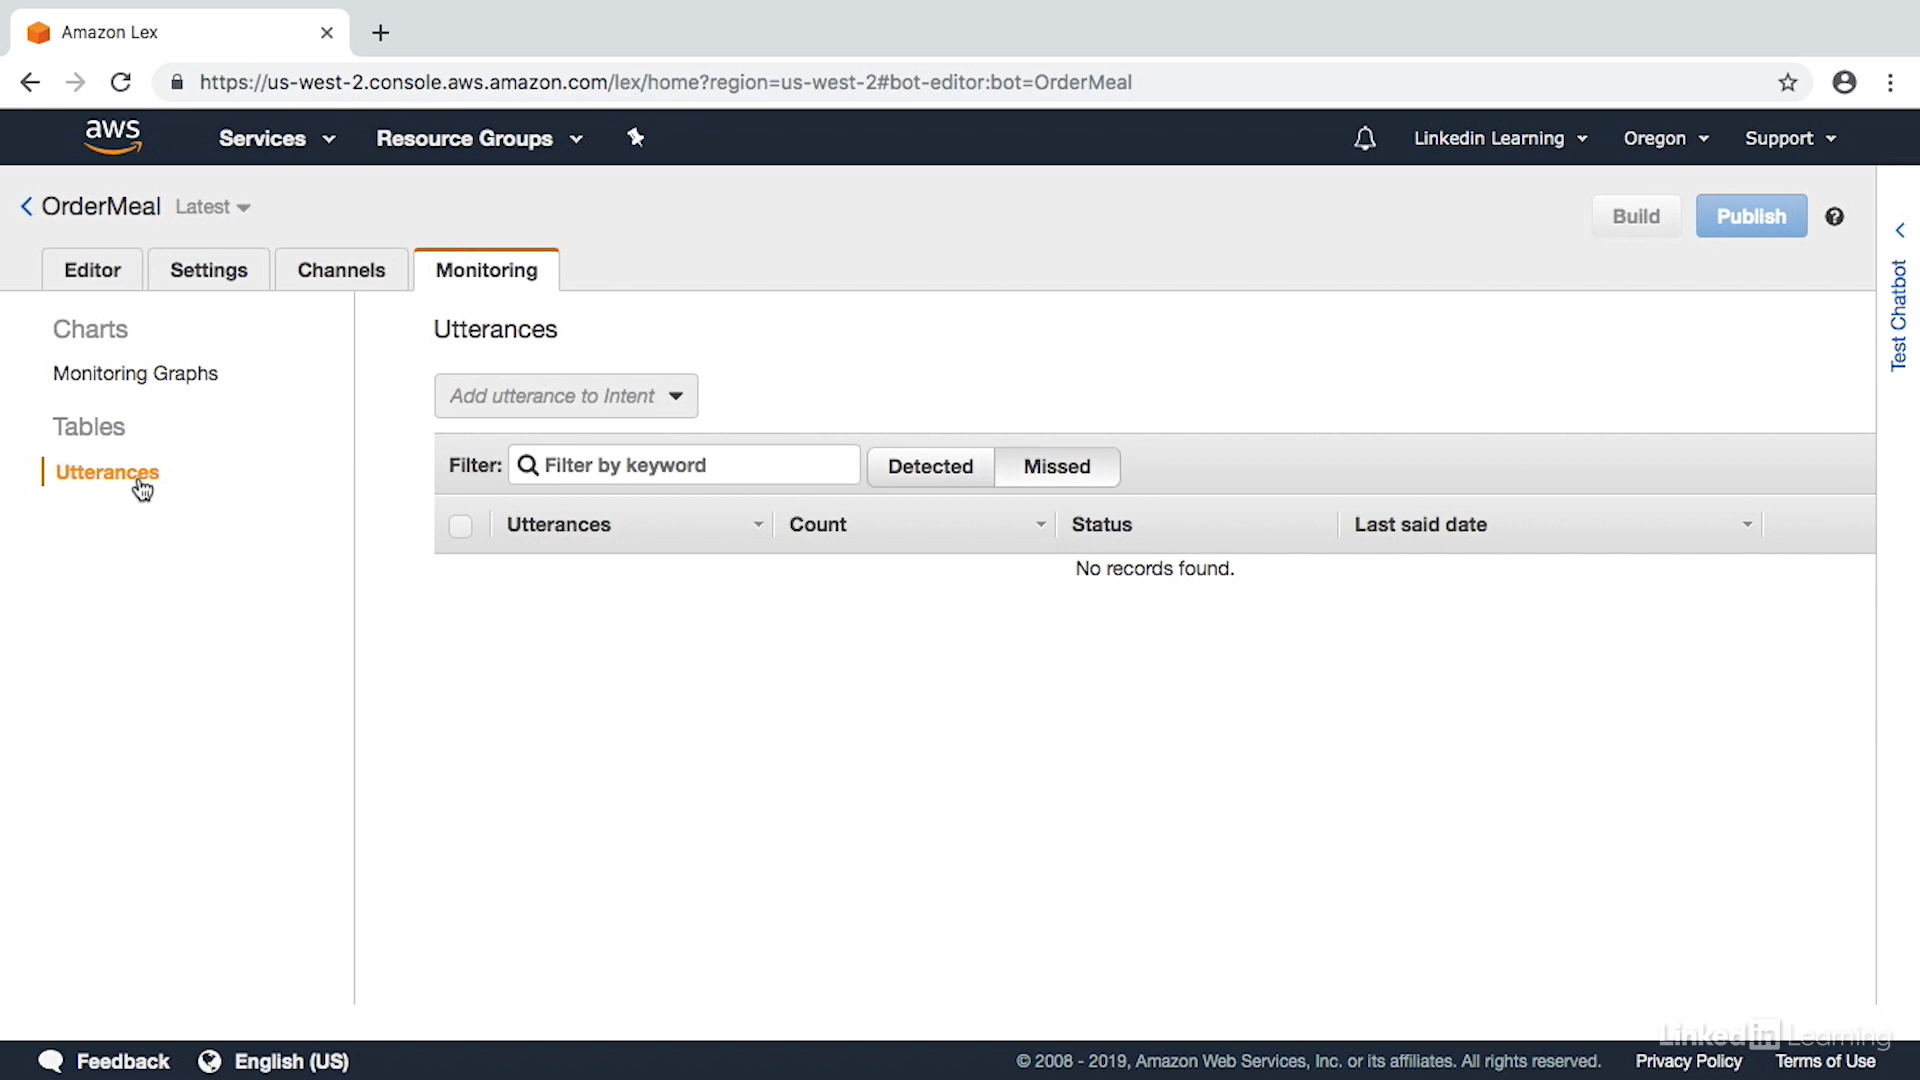 Amazon Lex
https://us-west-2.console.aws.amazon.com/lex/home?region=us-west-2#bot-editor:bot=OrderMeal
aws Services Resource Groups Linkedin Learning Oregon Support
OrderMeal Latest Build Publish
Editor Settings Channels Monitoring
Test Chatbot
Charts
Monitoring Graphs
Tables
Utterances
Utterances
Add utterance to Intent
Filter: Filter by keyword Detected Missed
Utterances Count Status Last said date
No records found.
Linked in Learning
Feedback English (US) © 2008 - 2019, Amazon Web Services, Inc. or its affiliates. All rights reserved. Privacy Policy Terms of Use